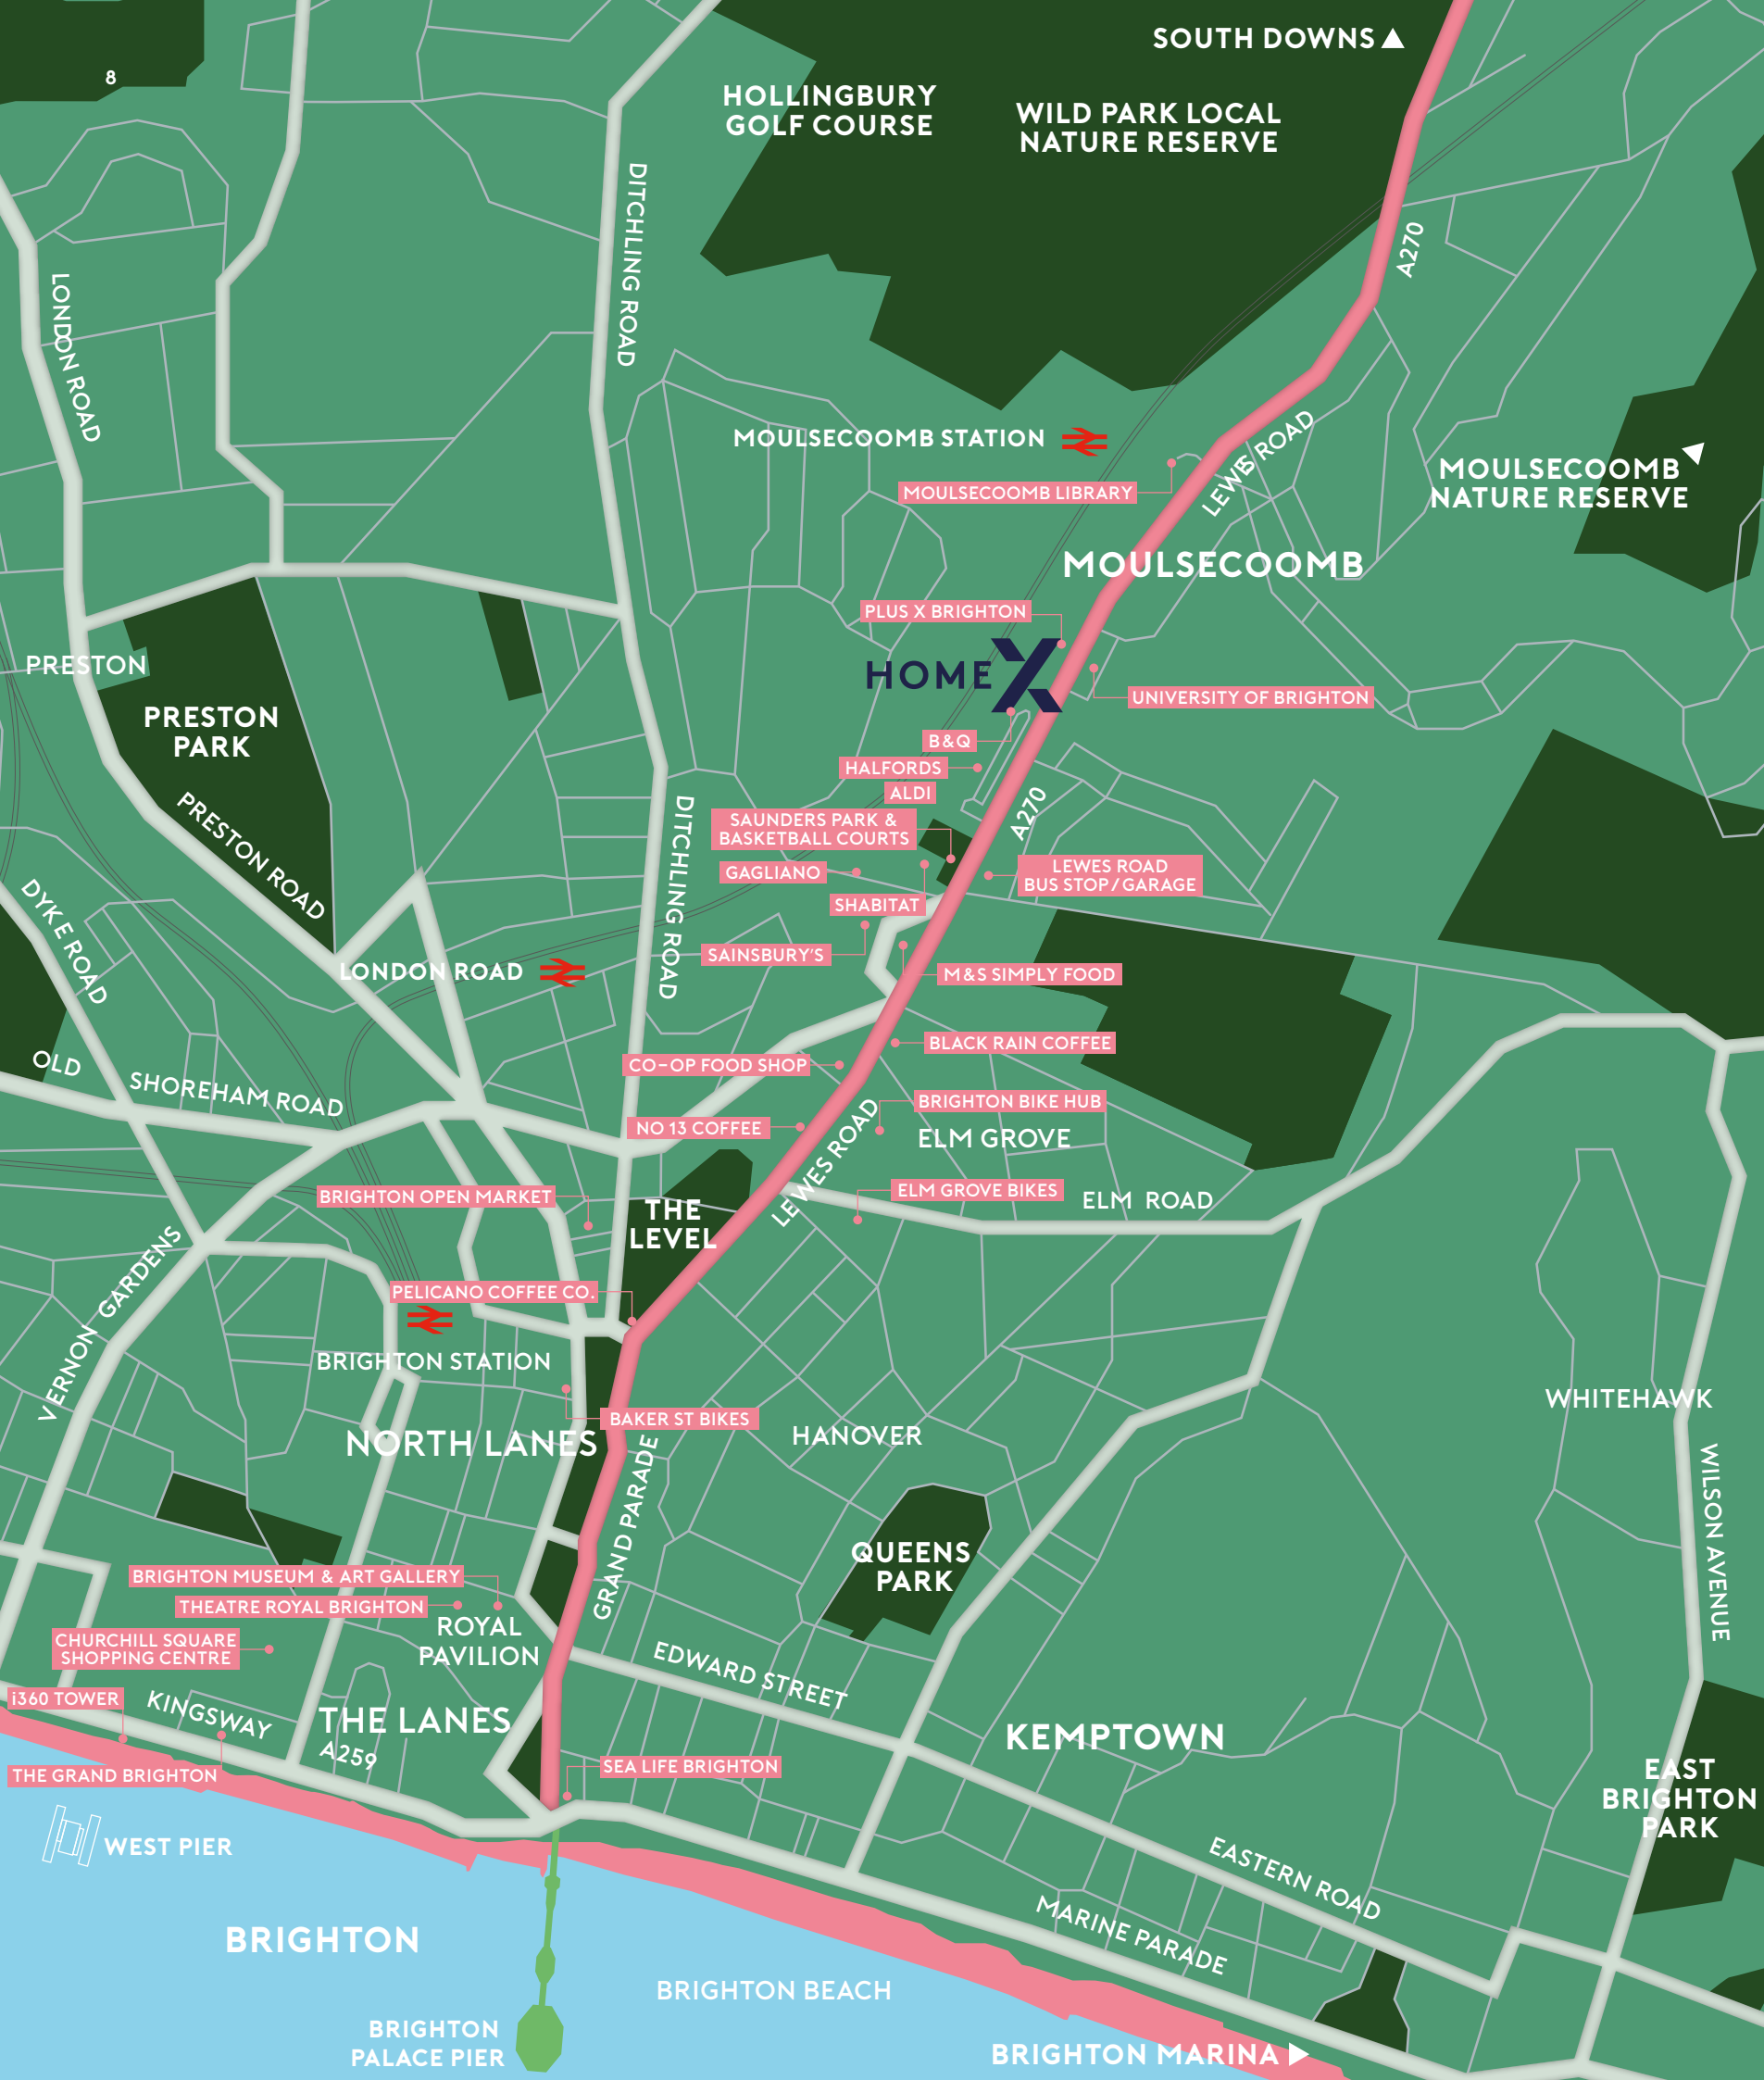 SOUTH DOWNS
8
HOLLINGBURY
GOLF COURSE
WILD PARK LOCAL
NATURE RESERVE
DITCHLING ROAD
A270
LONDON ROAD
MOULSECOOMB STATION
LEWES ROAD
MOULSECOOMB
NATURE RESERVE
MOULSECOOMB LIBRARY
MOULSECOOMB
PLUS X BRIGHTON
PRESTON
HOME X
UNIVERSITY OF BRIGHTON
PRESTON
PARK
B&Q
HALFORDS
ALDI
A270
PRESTON ROAD
DITCHLING ROAD
SAUNDERS PARK &
BASKETBALL COURTS
GAGLIANO
LEWES ROAD
BUS STOP / GARAGE
SHABITAT
DYKE ROAD
SAINSBURY'S
LONDON ROAD
M&S SIMPLY FOOD
BLACK RAIN COFFEE
OLD
SHOREHAM ROAD
CO-OP FOOD SHOP
BRIGHTON BIKE HUB
NO 13 COFFEE
LEWES ROAD
ELM GROVE
BRIGHTON OPEN MARKET
ELM GROVE BIKES
ELM ROAD
THE
LEVEL
VERNON GARDENS
PELICANO COFFEE CO.
BRIGHTON STATION
WHITEHAWK
BAKER ST BIKES
HANOVER
NORTH LANES
GRAND PARADE
WILSON AVENUE
QUEENS
PARK
BRIGHTON MUSEUM & ART GALLERY
THEATRE ROYAL BRIGHTON
ROYAL
PAVILION
CHURCHILL SQUARE
SHOPPING CENTRE
EDWARD STREET
i360 TOWER
KINGSWAY
THE LANES
A259
KEMPTOWN
THE GRAND BRIGHTON
SEA LIFE BRIGHTON
EAST
BRIGHTON
PARK
WEST PIER
EASTERN ROAD
MARINE PARADE
BRIGHTON
BRIGHTON BEACH
BRIGHTON
PALACE PIER
BRIGHTON MARINA